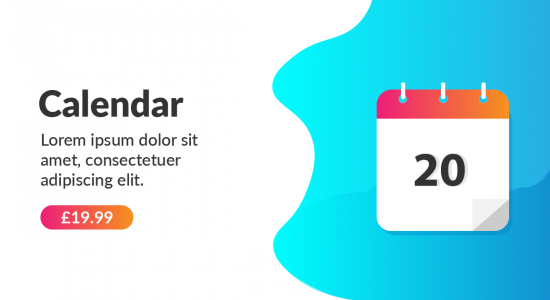 Calendar
Lorem ipsum dolor sit
amet, consectetuer
adipiscing elit.
£19.99
20